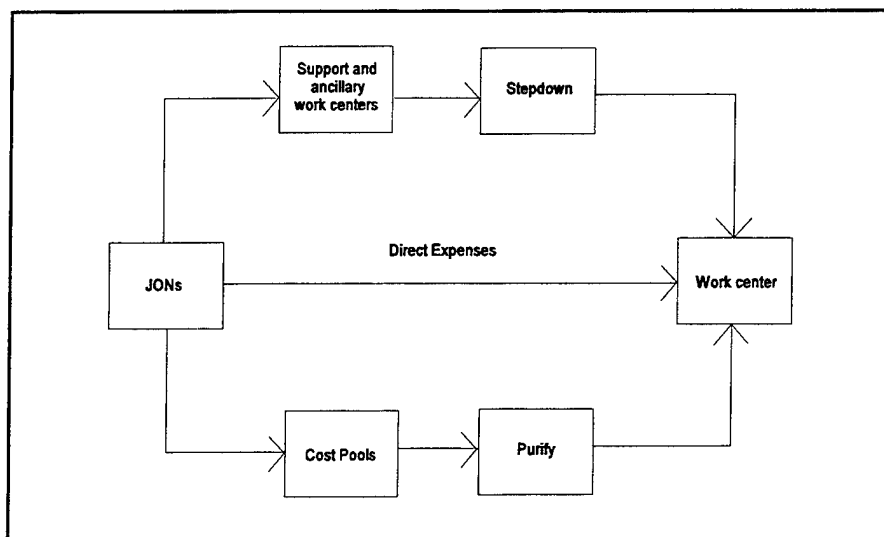 Support and
ancillary
work centers
Stepdown
Direct Expenses
JONs
Work center
Cost Pools
Purify